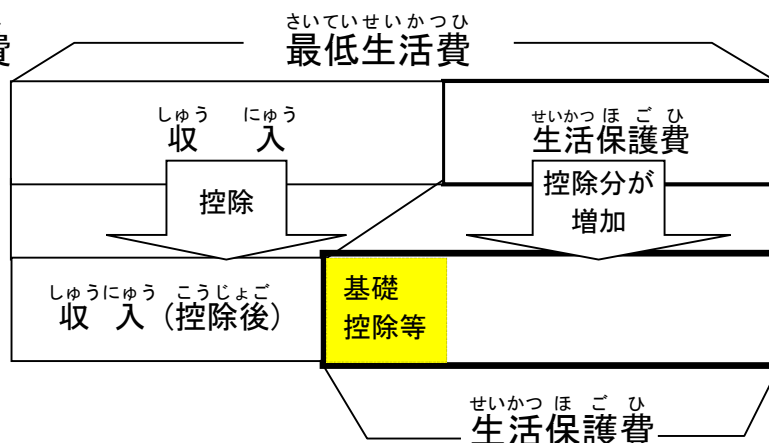 さいていせいかつひ
最低生活費
費
しゅう にゅう
収 入
せいかつ ほ ご ひ
生活保護費
控除
控除分が
増加
しゅうにゅう こうじょご
収 入（控除後）
基礎
控除等
せいかつ ほ ご ひ
生活保護費